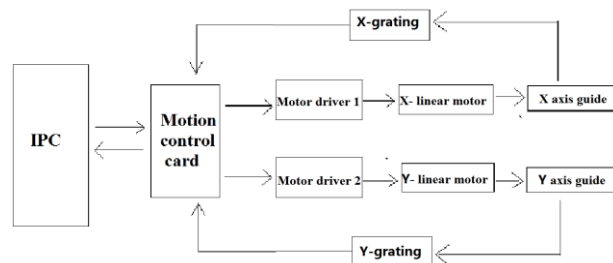 X-grating
IPC
Motion
control
card
Motor driver 1
X- linear motor
X axis guide
Motor driver 2
Y- linear motor
Y axis guide
Y-grating